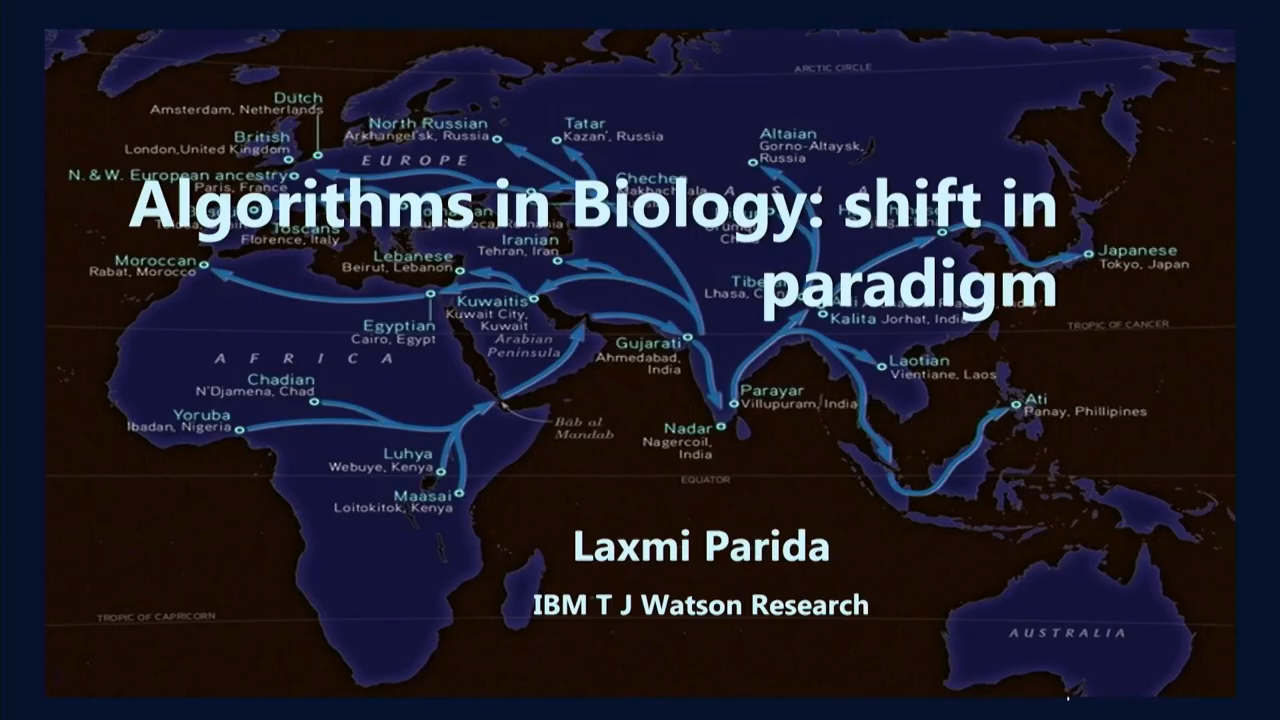 ARCTIC CIRCLE
Dutch
Amsterdam, Netherlands
North Russian
Arkhangel'sk, Russia
Tatar
Kazan', Russia
Altaian
Gorno-Altaysk,
Russia
British
London, United Kingdom
EUROPE
N. & W. European ancestry
Paris, France
Algorithms in Biology: shift in
paradigm
Florence, Italy
Iranian
Tehran, Iran
Lebanese
Beirut, Lebanon
Moroccan
Rabat, Morocco
Japanese
Tokyo, Japan
Kuwaitis
Kuwait City,
Kuwait
Arabian
Peninsula
Egyptian
Cairo, Egypt
Kalita Jorhat, India
TROPIC OF CANCER
Gujarati
Ahmedabad,
India
AFRICA
Laotian
Vientiane, Laos
Chadian
N'Djamena, Chad
Parayar
Villupuram, India
Ati
Panay, Phillipines
Yoruba
Ibadan, Nigeria
Bāb al
Mandab
Nadar
Nagercoil,
India
Luhya
Webuye, Kenya
EQUATOR
Maasai
Loitokitok, Kenya
Laxmi Parida
IBM T J Watson Research
TROPIC OF CAPRICORN
AUSTRALIA